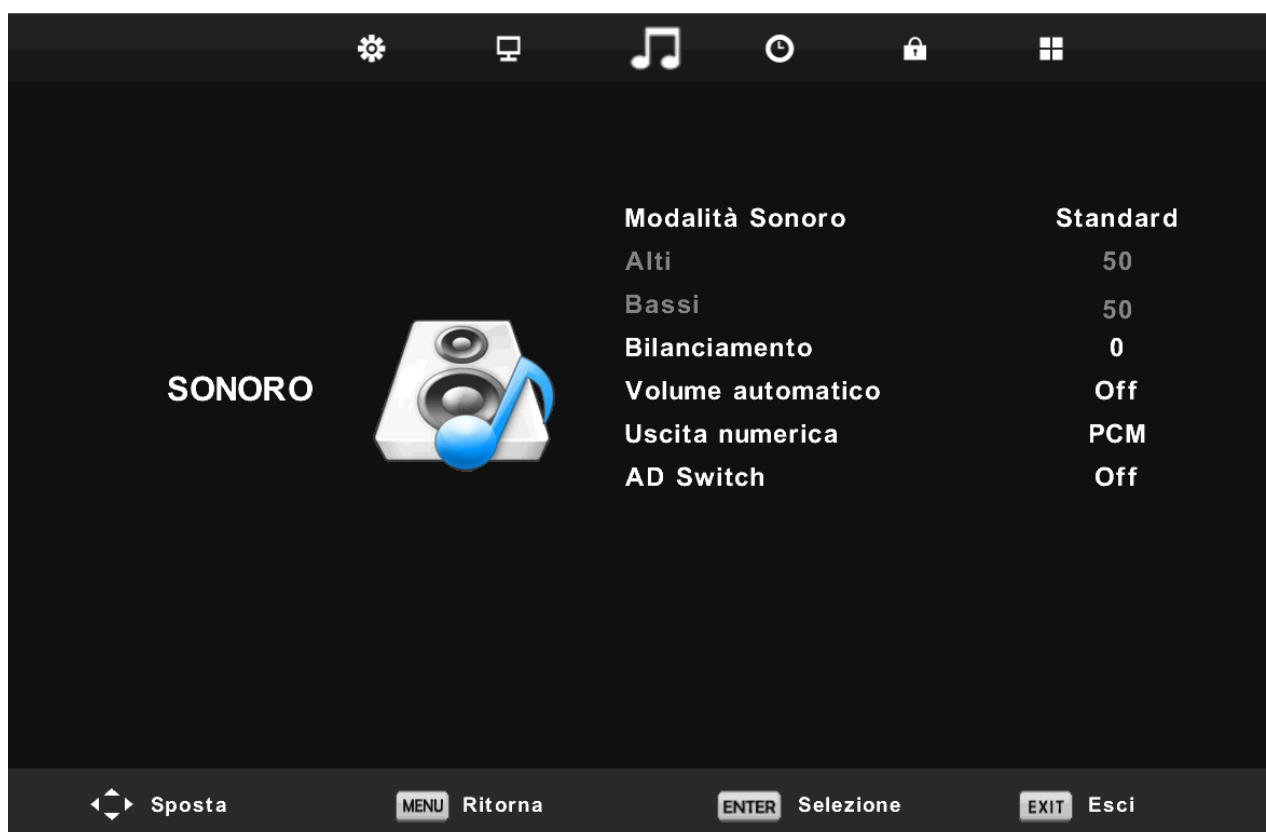 Modalità Sonoro Standard
Alti 50
Bassi 50
Bilanciamento 0
SONORO
Volume automatico Off
Uscita numerica PCM
AD Switch Off
Sposta MENU Ritorna ENTER Selezione EXIT Esci